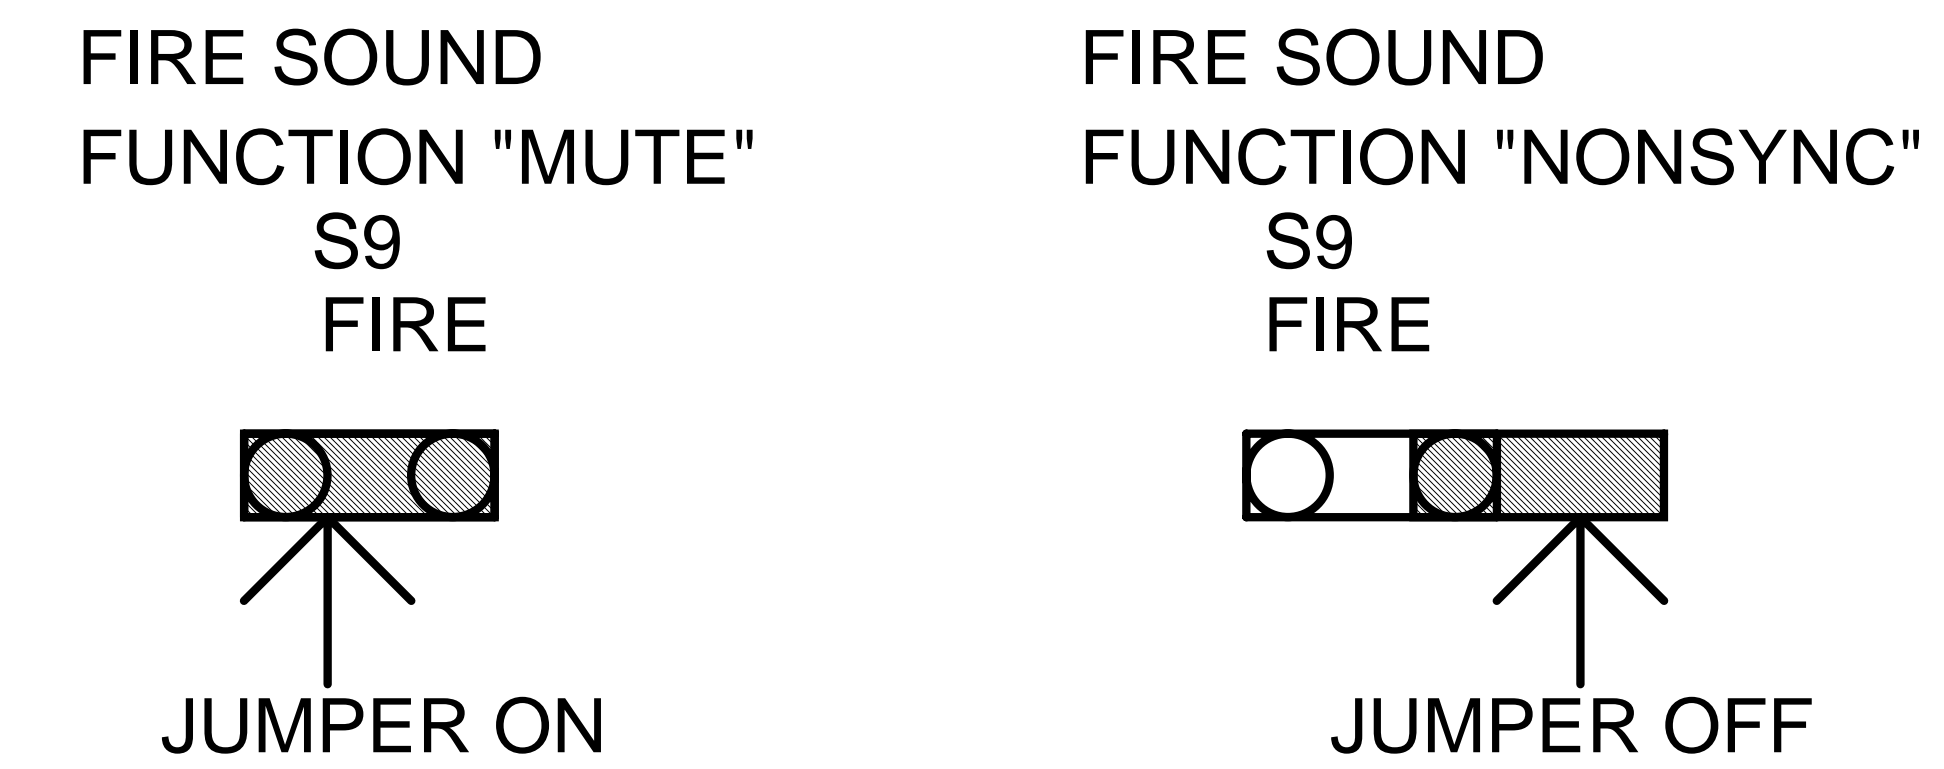 FIRE SOUND
FUNCTION "MUTE"
S9
FIRE
JUMPER ON
FIRE SOUND
FUNCTION "NONSYNC"
S9
FIRE
JUMPER OFF